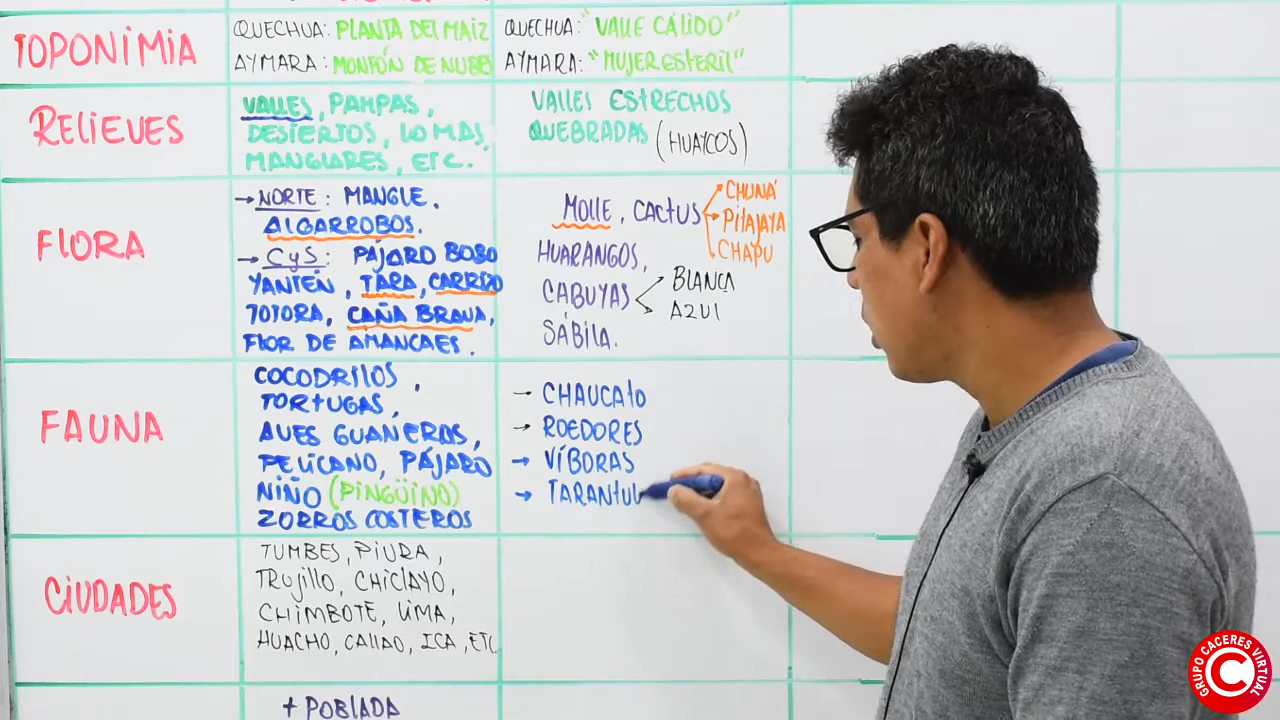 TOPONIMIA
QUECHUA: PLANTA DEL MAIZ
AYMARA: MONTÓN DE NUBES
QUECHUA: "VALLE CÁLIDO"
AYMARA: "MUJER ESTERIL"
RELIEVES
VALLES, PAMPAS,
DESIERTOS, LOMAS,
MANGLARES, ETC.
VALLES ESTRECHOS
QUEBRADAS (HUAYCOS)
FLORA
→ NORTE: MANGLE.
ALGARROBOS.
→ CyS: PÁJARO BOBO
YANTÉN, TARA, CARRIZO
TOTORA, CAÑA BRAVA,
FLOR DE AMANCAES.
MOLLE, CACTUS
CHUNÁ
PITAJAYA
CHAPU
HUARANGOS,
CABUYAS
BLANCA
AZUL
SÁBILA.
FAUNA
COCODRILOS,
TORTUGAS,
AVES GUANERAS,
PELÍCANO, PÁJARO
NIÑO (PINGÜINO)
ZORROS COSTEROS
→ CHAUCATO
→ ROEDORES
→ VÍBORAS
→ TARANTUL
CIUDADES
TUMBES, PIURA,
TRUJILLO, CHICLAYO,
CHIMBOTE, LIMA,
HUACHO, CALLAO, ICA, ETC.
+ POBLADA
GRUPO CACERES VIRTUAL
C